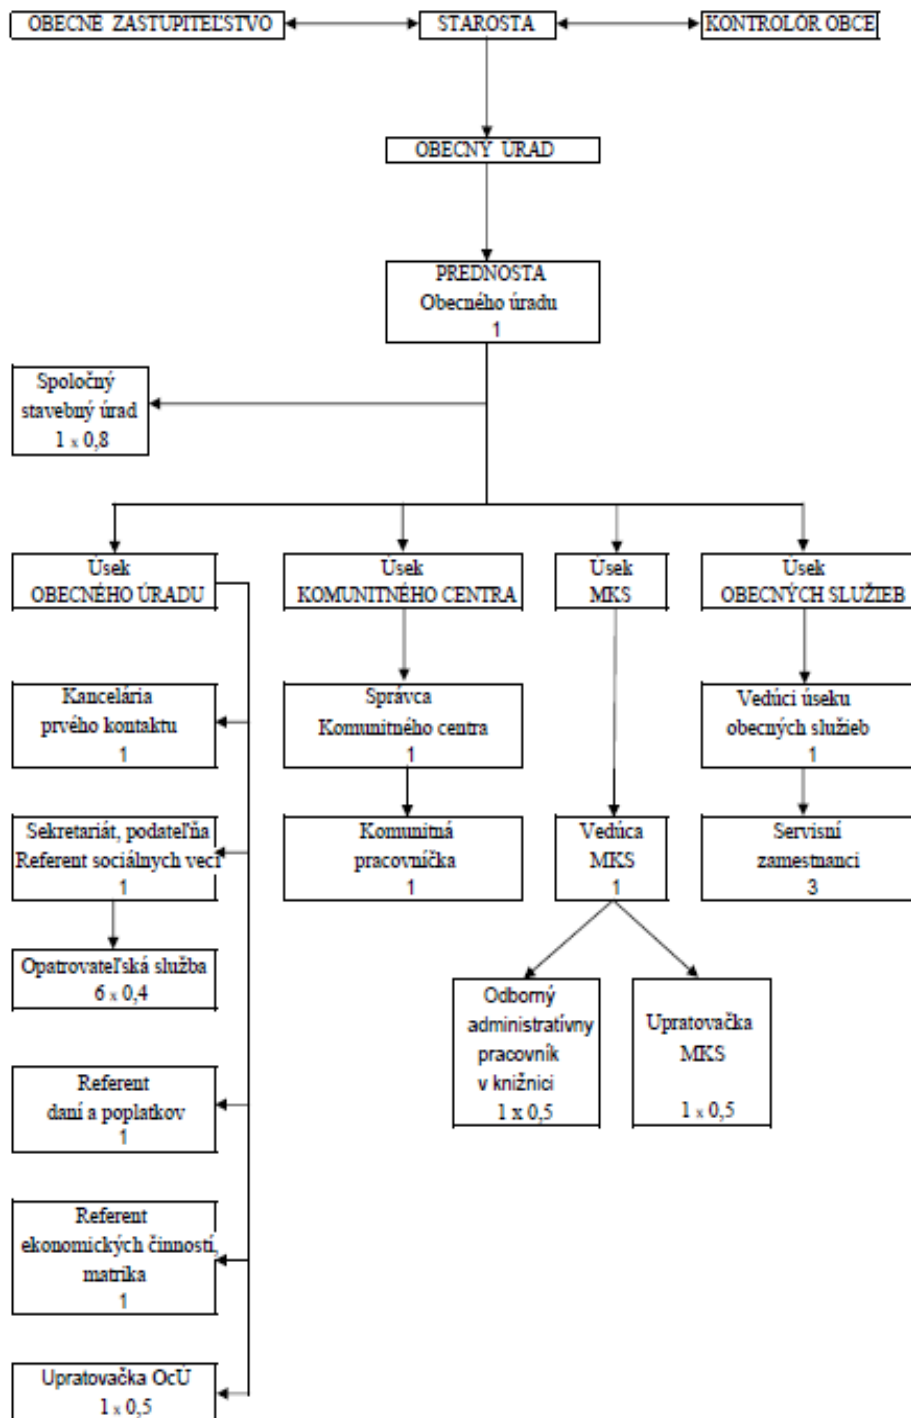 OBECNÉ ZASTUPITEĽSTVO
STAROSTA
KONTROLÓR OBCE
OBECNÝ ÚRAD
PREDNOSTA
Obecného úradu
1
Spoločný
stavebný úrad
1 x 0,8
Úsek
OBECNÉHO ÚRADU
Úsek
KOMUNITNÉHO CENTRA
Úsek
MKS
Úsek
OBECNÝCH SLUŽIEB
Kancelária
prvého kontaktu
1
Správca
Komunitného centra
1
Vedúci úseku
obecných služieb
1
Sekretariát, podateľňa
Referent sociálnych vecí
1
Komunitná
pracovníčka
1
Vedúca
MKS
1
Servisní
zamestnanci
3
Opatrovateľská služba
6 x 0,4
Odborný
administratívny
pracovník
v knižnici
1 x 0,5
Upratovačka
MKS
1 x 0,5
Referent
daní a poplatkov
1
Referent
ekonomických činností,
matrika
1
Upratovačka OcÚ
1 x 0,5